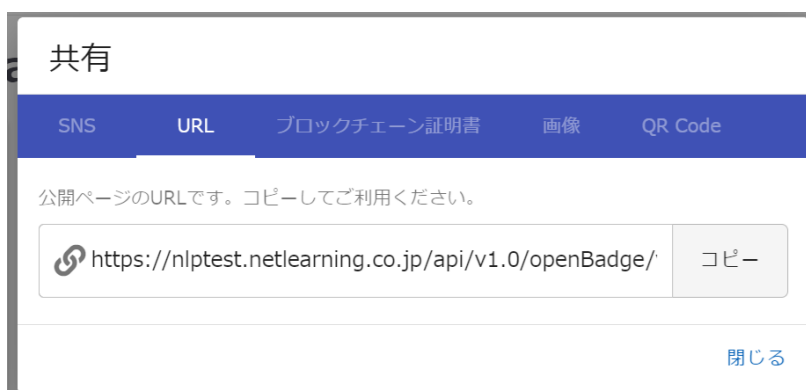 共有
SNS URL ブロックチェーン証明書 画像 QR Code
公開ページのURLです。コピーしてご利用ください。
https://nlptest.netlearning.co.jp/api/v1.0/openBadge/ コピー
閉じる